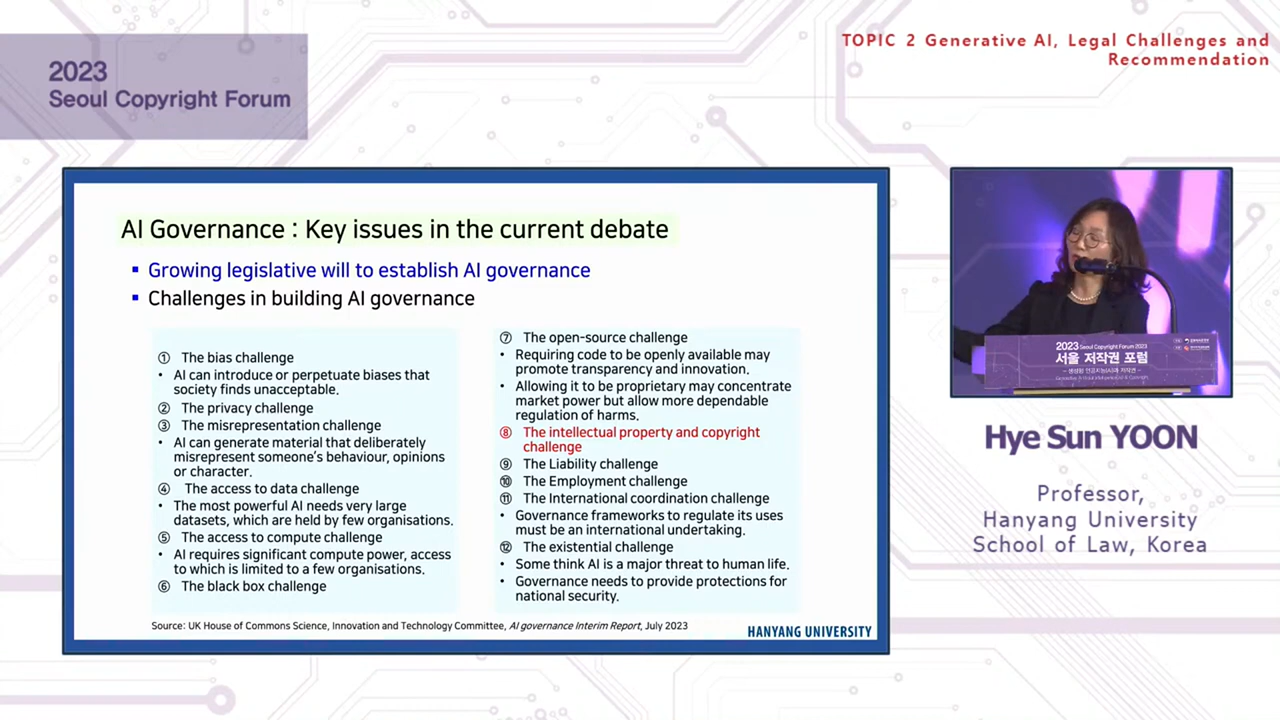 2023
Seoul Copyright Forum
TOPIC 2 Generative AI, Legal Challenges and
Recommendation
AI Governance : Key issues in the current debate
▪ Growing legislative will to establish AI governance
▪ Challenges in building AI governance
① The bias challenge
• AI can introduce or perpetuate biases that
society finds unacceptable.
② The privacy challenge
③ The misrepresentation challenge
• AI can generate material that deliberately
misrepresent someone's behaviour, opinions
or character.
④ The access to data challenge
• The most powerful AI needs very large
datasets, which are held by few organisations.
⑤ The access to compute challenge
• AI requires significant compute power, access
to which is limited to a few organisations.
⑥ The black box challenge
⑦ The open-source challenge
• Requiring code to be openly available may
promote transparency and innovation.
• Allowing it to be proprietary may concentrate
market power but allow more dependable
regulation of harms.
⑧ The intellectual property and copyright
challenge
⑨ The Liability challenge
⑩ The Employment challenge
⑪ The International coordination challenge
• Governance frameworks to regulate its uses
must be an international undertaking.
⑫ The existential challenge
• Some think AI is a major threat to human life.
• Governance needs to provide protections for
national security.
Source: UK House of Commons Science, Innovation and Technology Committee, AI governance Interim Report, July 2023
HANYANG UNIVERSITY
2023 Seoul Copyright Forum 2023
서울 저작권 포럼
Hye Sun YOON
Professor,
Hanyang University
School of Law, Korea